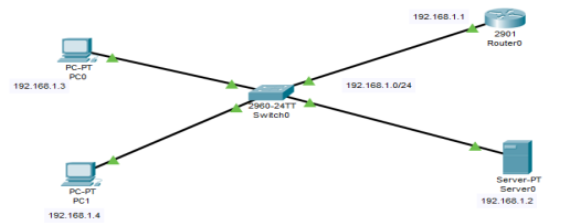 192.168.1.1
2901
Router0
PC-PT
PC0
192.168.1.3
192.168.1.0/24
2960-24TT
Switch0
PC-PT
PC1
192.168.1.4
Server-PT
Server0
192.168.1.2